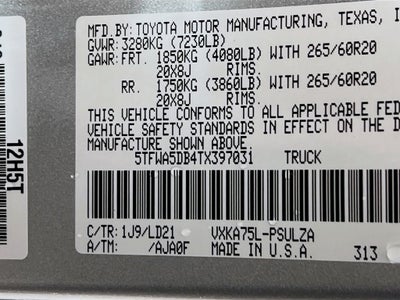 MFD.BY:TOYOTA MOTOR MANUFACTURING, TEXAS, I
GVWR: 3280KG (7230LB)
GAWR: FRT. 1850KG (4080LB) WITH 265/60R20
20X8J RIMS.
RR. 1750KG (3860LB) WITH 265/60R20
20X8J RIMS.
THIS VEHICLE CONFORMS TO ALL APPLICABLE FED
VEHICLE SAFETY STANDARDS IN EFFECT ON THE D
MANUFACTURE SHOWN ABOVE.
5TFWA5DB4TX397031 TRUCK
C/TR: 1J9/LD21 VXKA75L-PSULZA
A/TM: /AJA0F MADE IN U.S.A. 313
12H5T